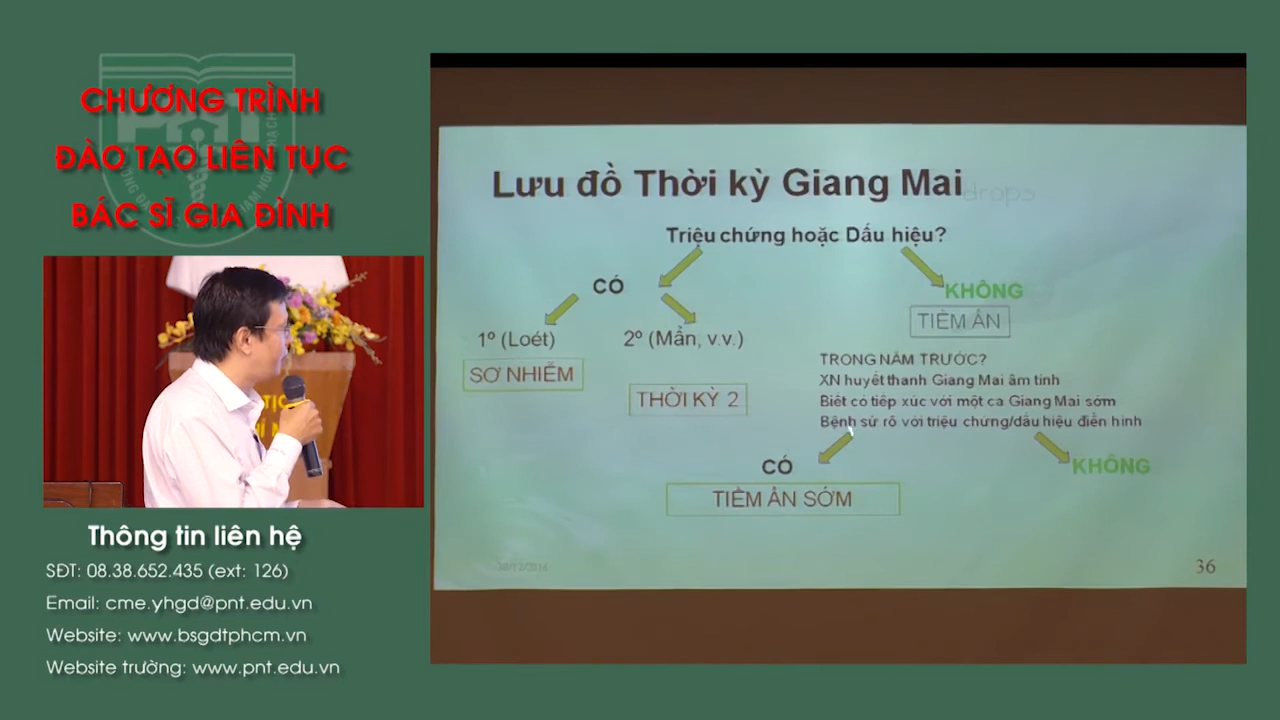 CHƯƠNG TRÌNH
ĐÀO TẠO LIÊN TỤC
BÁC SĨ GIA ĐÌNH
Thông tin liên hệ
SĐT: 08.38.652.435 (ext: 126)
Email: cme.yhgd@pnt.edu.vn
Website: www.bsgdtphcm.vn
Website trường: www.pnt.edu.vn
Lưu đồ Thời kỳ Giang Mai
drops
Triệu chứng hoặc Dấu hiệu?
CÓ
KHÔNG
TIỀM ẨN
1º (Loét)
2º (Mẩn, v.v.)
SƠ NHIỄM
THỜI KỲ 2
TRONG NĂM TRƯỚC?
XN huyết thanh Giang Mai âm tính
Biết có tiếp xúc với một ca Giang Mai sớm
Bệnh sử rõ với triệu chứng/dấu hiệu điển hình
CÓ
KHÔNG
TIỀM ẨN SỚM
30/12/2016
36